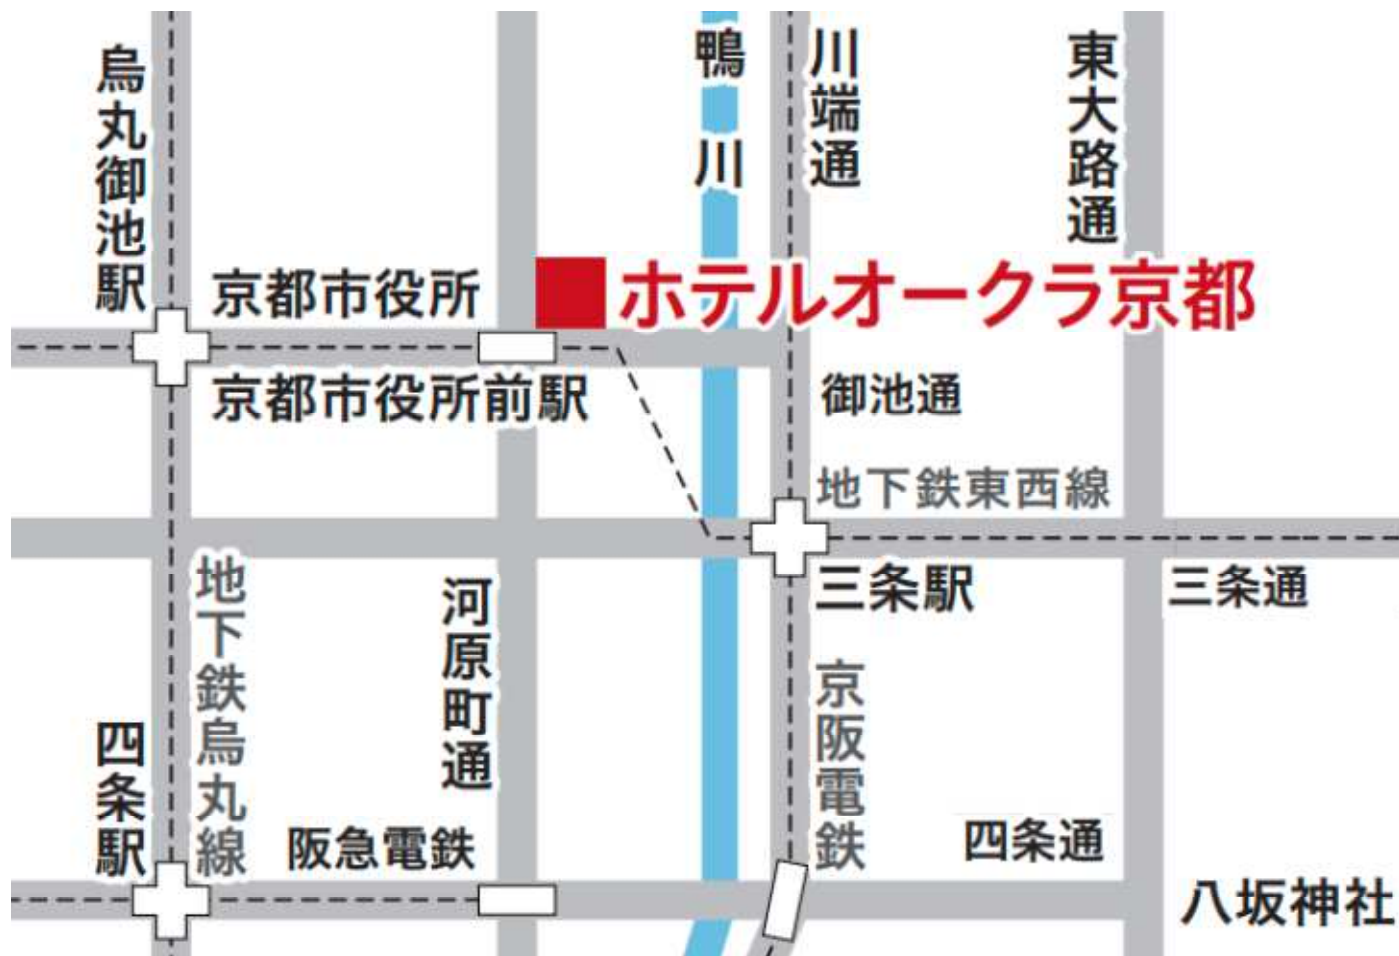 烏丸御池駅
鴨川
川端通
東大路通
京都市役所
ホテルオークラ京都
京都市役所前駅
御池通
地下鉄東西線
三条駅
三条通
地下鉄烏丸線
河原町通
京阪電鉄
四条駅
阪急電鉄
四条通
八坂神社